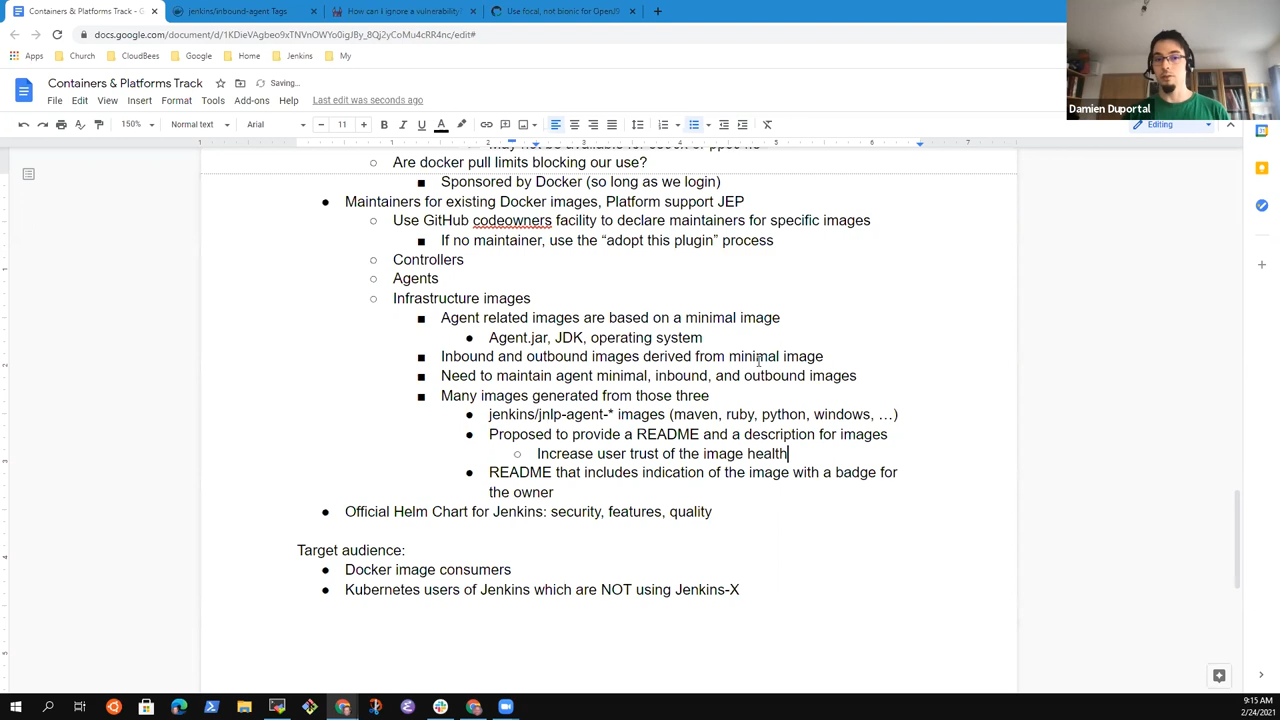 Containers & Platforms Track - G
jenkins/inbound-agent Tags
How can i ignore a vulnerability?
Use focal, not bionic for OpenJ9
docs.google.com/document/d/1KDieVAgbeo9xTNVnOWYo0igJ8y_8Qj2yCoMu4cRR4nc/edit#
Apps
Church
CloudBees
Google
Home
Jenkins
My
Containers & Platforms Track
Saving...
File Edit View Insert Format Tools Add-ons Help
Last edit was seconds ago
150%
Normal text
Arial
11
Editing
Damien Duportal
1 1 2 4 5 6 7
Are docker pull limits blocking our use?
Sponsored by Docker (so long as we login)
Maintainers for existing Docker images, Platform support JEP
Use GitHub codeowners facility to declare maintainers for specific images
If no maintainer, use the “adopt this plugin” process
Controllers
Agents
Infrastructure images
Agent related images are based on a minimal image
Agent.jar, JDK, operating system
Inbound and outbound images derived from minimal image
Need to maintain agent minimal, inbound, and outbound images
Many images generated from those three
jenkins/jnlp-agent-* images (maven, ruby, python, windows, …)
Proposed to provide a README and a description for images
Increase user trust of the image health
README that includes indication of the image with a badge for
the owner
Official Helm Chart for Jenkins: security, features, quality
Target audience:
Docker image consumers
Kubernetes users of Jenkins which are NOT using Jenkins-X
9:15 AM
2/24/2021